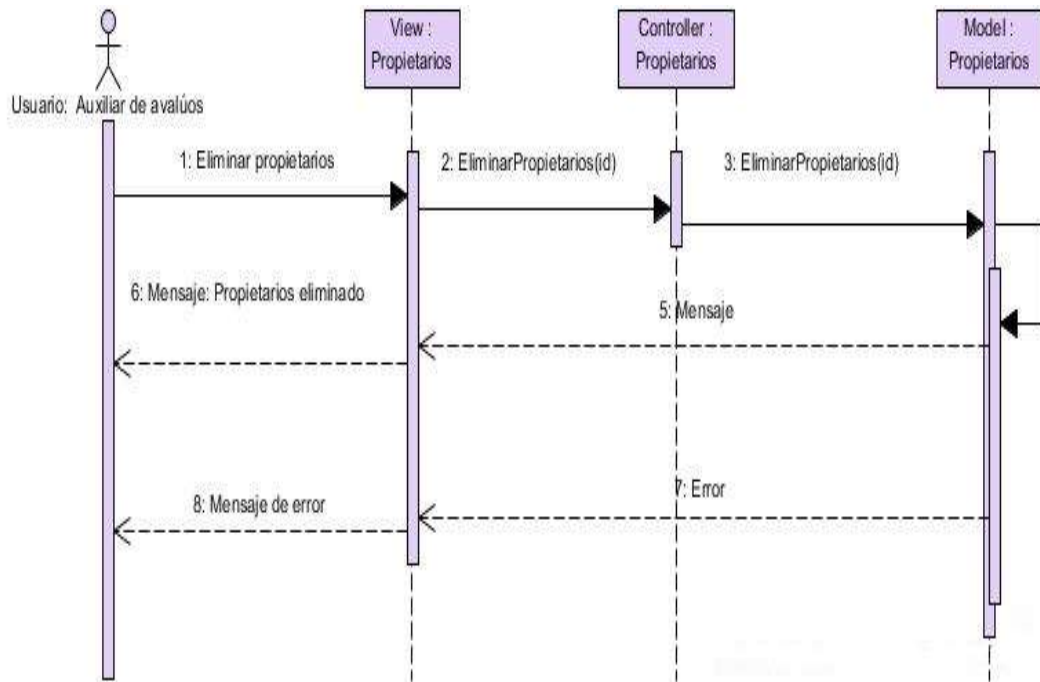 View :
Propietarios
Controller :
Propietarios
Model :
Propietarios
Usuario: Auxiliar de avalúos
1: Eliminar propietarios
2: EliminarPropietarios(id)
3: EliminarPropietarios(id)
6: Mensaje: Propietarios eliminado
5: Mensaje
7: Error
8: Mensaje de error